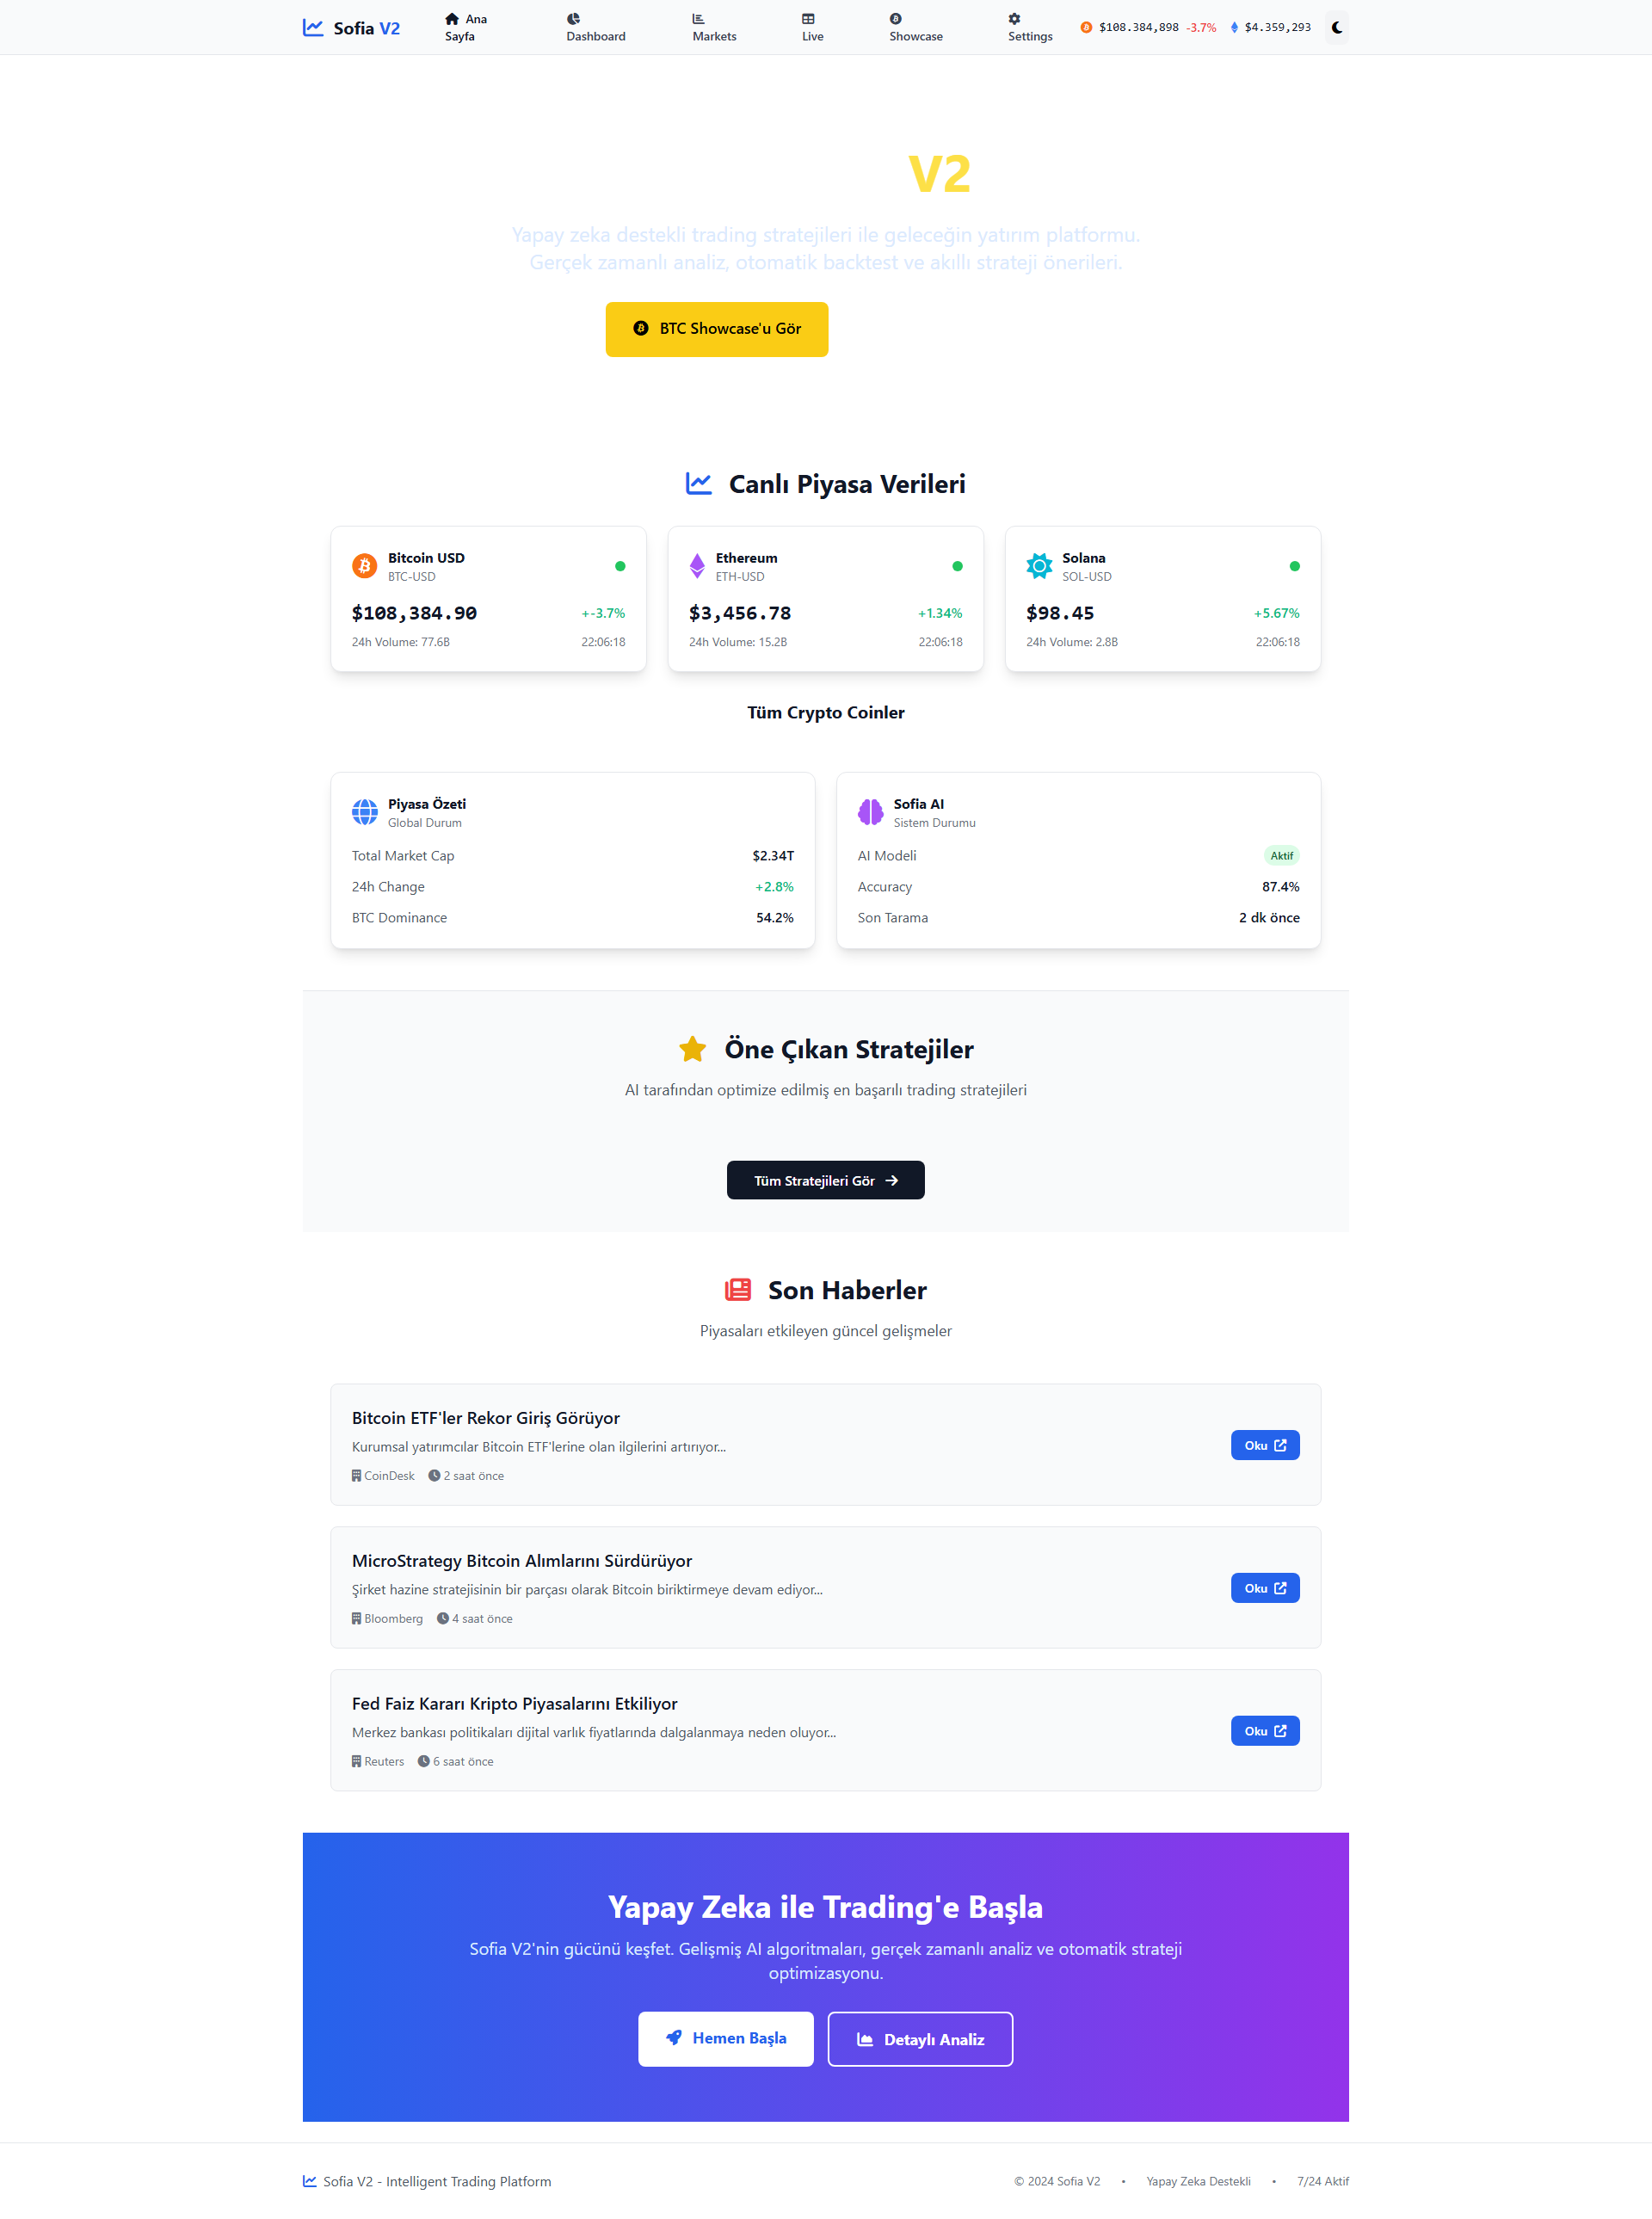 Sofia V2
Ana Sayfa
Dashboard
Markets
Live
Showcase
Settings
$108.384,898 -3.7%
$4.359,293
V2
Yapay zeka destekli trading stratejileri ile geleceğin yatırım platformu.
Gerçek zamanlı analiz, otomatik backtest ve akıllı strateji önerileri.
BTC Showcase'u Gör
Canlı Piyasa Verileri
Bitcoin USD
BTC-USD
$108,384.90 +-3.7%
24h Volume: 77.6B 22:06:18
Ethereum
ETH-USD
$3,456.78 +1.34%
24h Volume: 15.2B 22:06:18
Solana
SOL-USD
$98.45 +5.67%
24h Volume: 2.8B 22:06:18
Tüm Crypto Coinler
Piyasa Özeti
Global Durum
Total Market Cap $2.34T
24h Change +2.8%
BTC Dominance 54.2%
Sofia AI
Sistem Durumu
AI Modeli Aktif
Accuracy 87.4%
Son Tarama 2 dk önce
Öne Çıkan Stratejiler
AI tarafından optimize edilmiş en başarılı trading stratejileri
Tüm Stratejileri Gör
Son Haberler
Piyasaları etkileyen güncel gelişmeler
Bitcoin ETF'ler Rekor Giriş Görüyor
Kurumsal yatırımcılar Bitcoin ETF'lerine olan ilgilerini artırıyor...
CoinDesk 2 saat önce
Oku
MicroStrategy Bitcoin Alımlarını Sürdürüyor
Şirket hazine stratejisinin bir parçası olarak Bitcoin biriktirmeye devam ediyor...
Bloomberg 4 saat önce
Oku
Fed Faiz Kararı Kripto Piyasalarını Etkiliyor
Merkez bankası politikaları dijital varlık fiyatlarında dalgalanmaya neden oluyor...
Reuters 6 saat önce
Oku
Yapay Zeka ile Trading'e Başla
Sofia V2'nin gücünü keşfet. Gelişmiş AI algoritmaları, gerçek zamanlı analiz ve otomatik strateji
optimizasyonu.
Hemen Başla
Detaylı Analiz
Sofia V2 - Intelligent Trading Platform
© 2024 Sofia V2 • Yapay Zeka Destekli • 7/24 Aktif